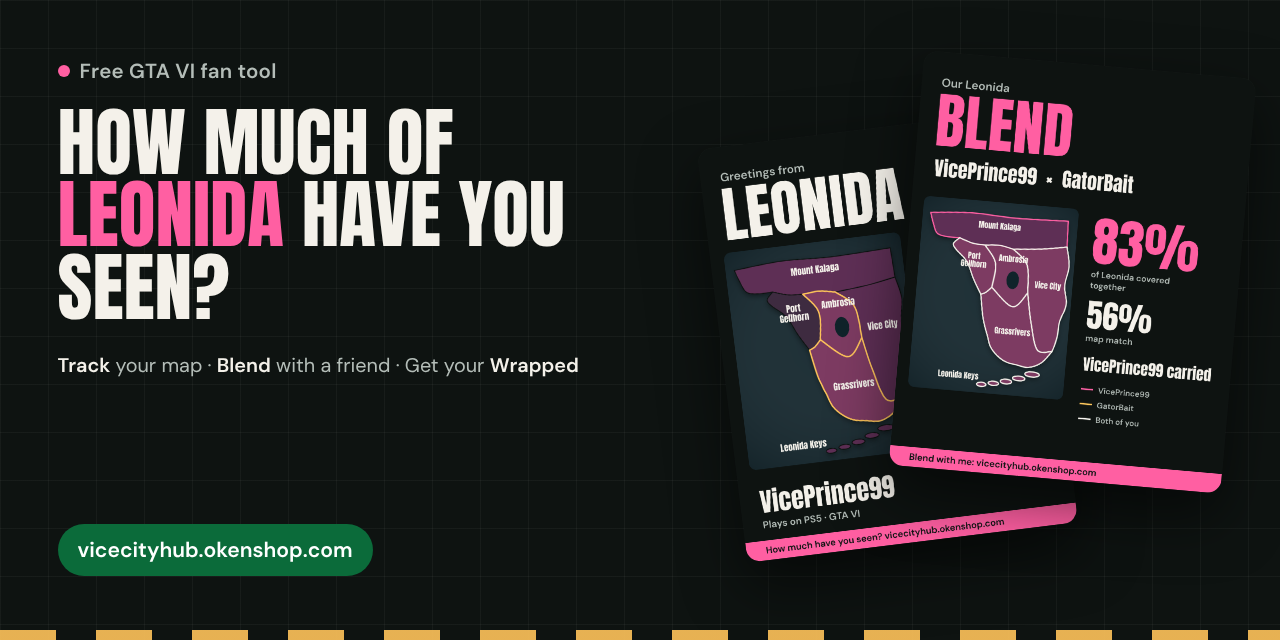 Free GTA VI fan tool
HOW MUCH OF
LEONIDA HAVE YOU
SEEN?
Track your map · Blend with a friend · Get your Wrapped
vicecityhub.okenshop.com
Greetings from
LEONIDA
Mount Kalaga
Port
Gellhorn
Ambrosia
Vice City
Grassrivers
Leonida Keys
VicePrince99
Plays on PS5 · GTA VI
How much have you seen? vicecityhub.okenshop.com
Our Leonida
BLEND
VicePrince99 × GatorBait
Mount Kalaga
Port
Gellhorn
Ambrosia
Vice City
Grassrivers
Leonida Keys
83%
of Leonida covered
together
56%
map match
VicePrince99 carried
VicePrince99
GatorBait
Both of you
Blend with me: vicecityhub.okenshop.com